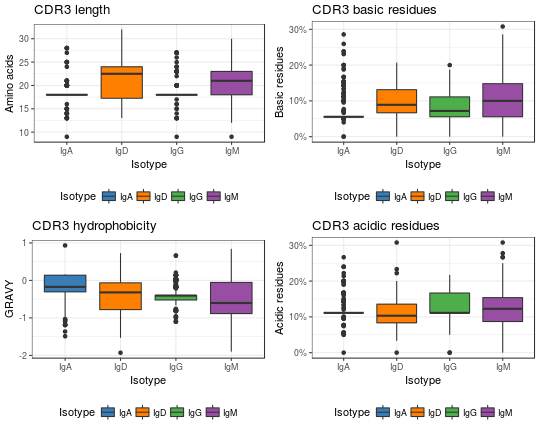 CDR3 length
Amino acids
30
25
20
15
10
IgA IgD IgG IgM
Isotype
Isotype IgA IgD IgG IgM
CDR3 basic residues
Basic residues
30%
20%
10%
0%
IgA IgD IgG IgM
Isotype
Isotype IgA IgD IgG IgM
CDR3 hydrophobicity
GRAVY
1
0
-1
-2
IgA IgD IgG IgM
Isotype
Isotype IgA IgD IgG IgM
CDR3 acidic residues
Acidic residues
30%
20%
10%
0%
IgA IgD IgG IgM
Isotype
Isotype IgA IgD IgG IgM